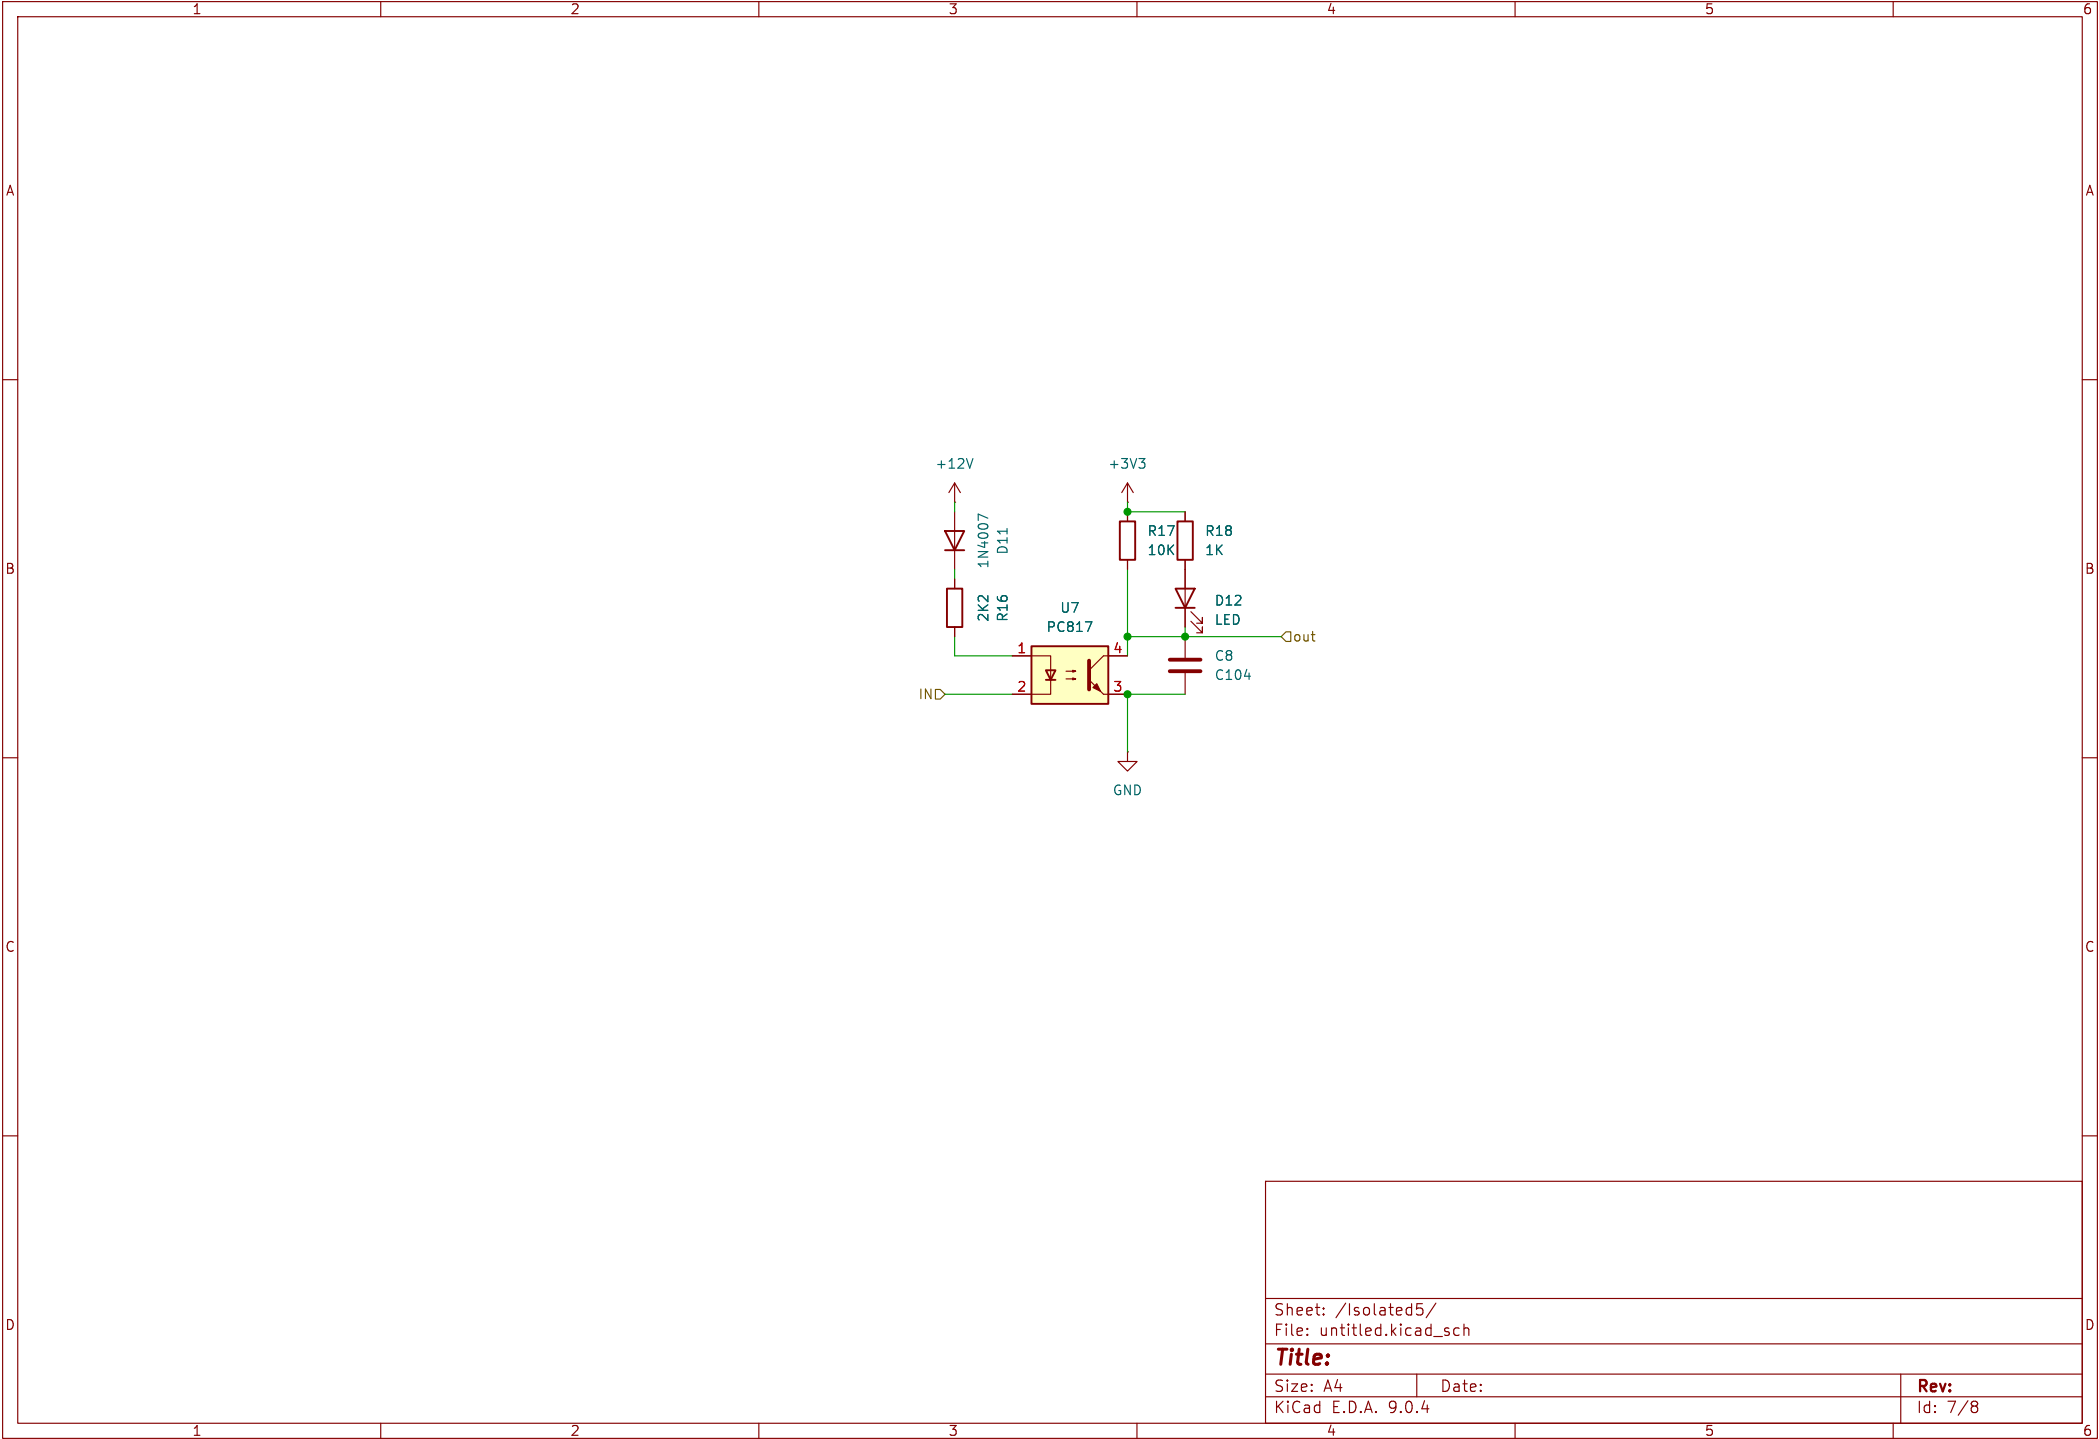 1 2 3 4 5 6
A A
+12V +3V3
1N4007
D11
R17
10K
R18
1K
B B
2K2
R16
U7
PC817
D12
LED
1 4
out
C8
C104
IN 2 3
GND
C C
Sheet: /Isolated5/
File: untitled.kicad_sch
D D
Title:
Size: A4 Date: Rev:
KiCad E.D.A. 9.0.4 Id: 7/8
1 2 3 4 5 6